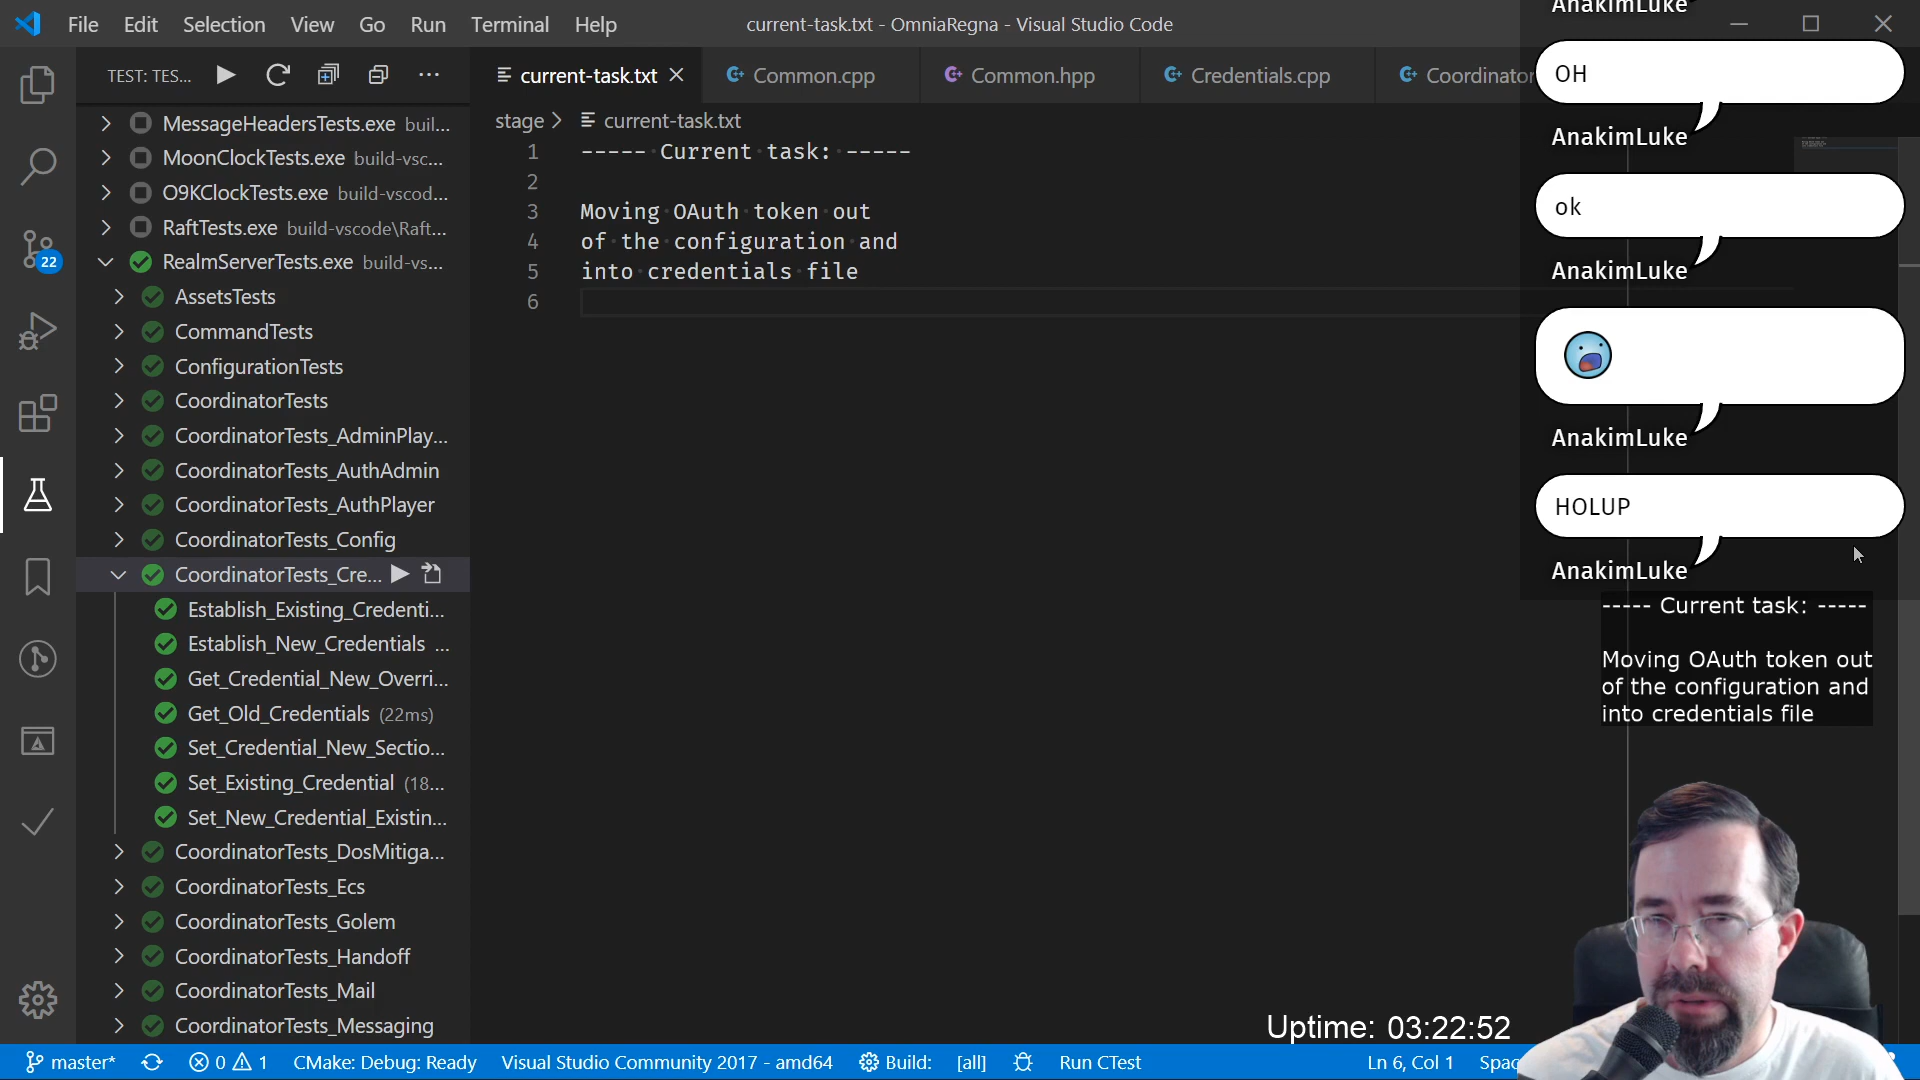 File Edit Selection View Go Run Terminal Help
current-task.txt - OmniaRegna - Visual Studio Code
TEST: TES...
current-task.txt
Common.cpp
Common.hpp
Credentials.cpp
Coordinator
stage > current-task.txt
MessageHeadersTests.exe buil...
MoonClockTests.exe build-vsc...
O9KClockTests.exe build-vscod...
RaftTests.exe build-vscode\Raft...
RealmServerTests.exe build-vs...
AssetsTests
CommandTests
ConfigurationTests
CoordinatorTests
CoordinatorTests_AdminPlay...
CoordinatorTests_AuthAdmin
CoordinatorTests_AuthPlayer
CoordinatorTests_Config
CoordinatorTests_Cre...
Establish_Existing_Credenti...
Establish_New_Credentials ...
Get_Credential_New_Overri...
Get_Old_Credentials (22ms)
Set_Credential_New_Sectio...
Set_Existing_Credential (18...
Set_New_Credential_Existin...
CoordinatorTests_DosMitiga...
CoordinatorTests_Ecs
CoordinatorTests_Golem
CoordinatorTests_Handoff
CoordinatorTests_Mail
CoordinatorTests_Messaging
22
1 ----- Current task: -----
2
3 Moving OAuth token out
4 of the configuration and
5 into credentials file
6
AnakimLuke
OH
AnakimLuke
ok
AnakimLuke
AnakimLuke
HOLUP
AnakimLuke
----- Current task: -----
Moving OAuth token out
of the configuration and
into credentials file
Uptime: 03:22:52
master* 0 1 CMake: Debug: Ready Visual Studio Community 2017 - amd64 Build: [all] Run CTest Ln 6, Col 1 Spac